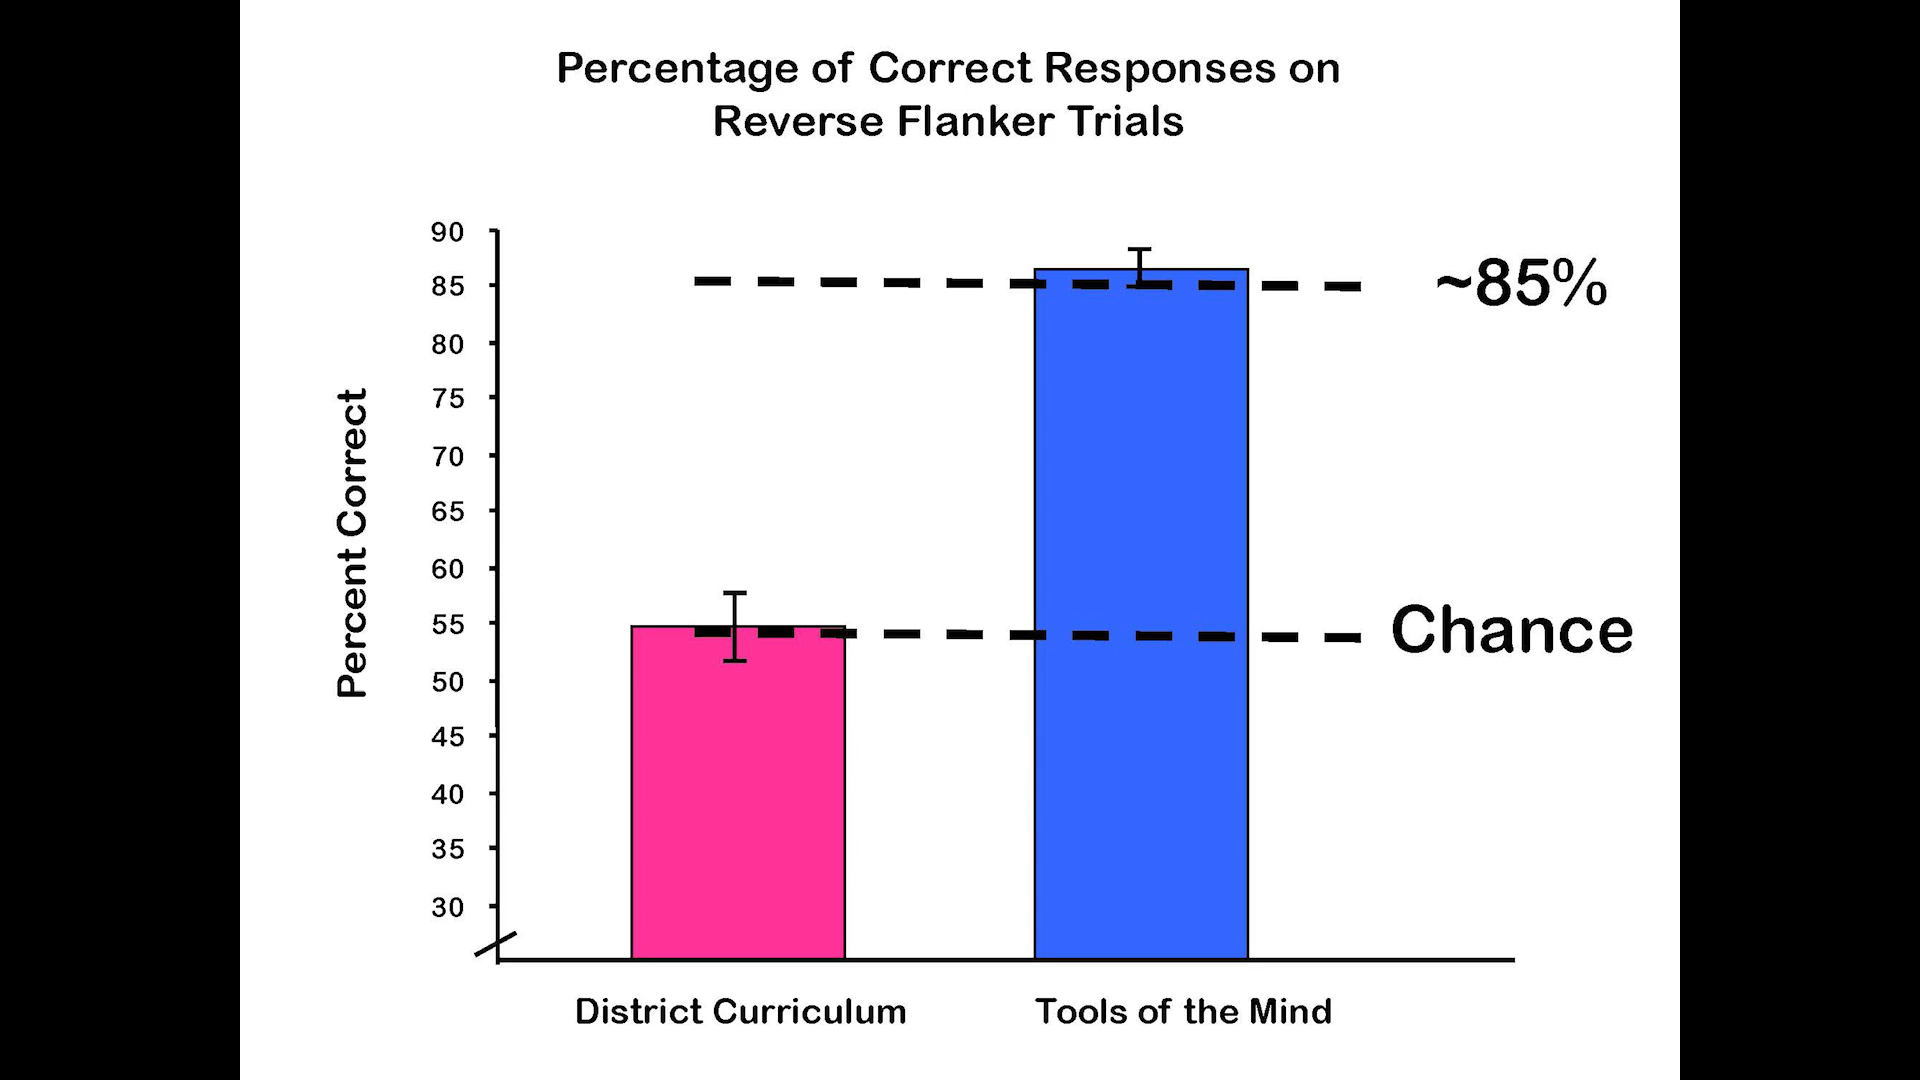 Percentage of Correct Responses on
Reverse Flanker Trials
90
85
80
75
70
65
60
55
50
45
40
35
30
Percent Correct
~85%
Chance
District Curriculum
Tools of the Mind